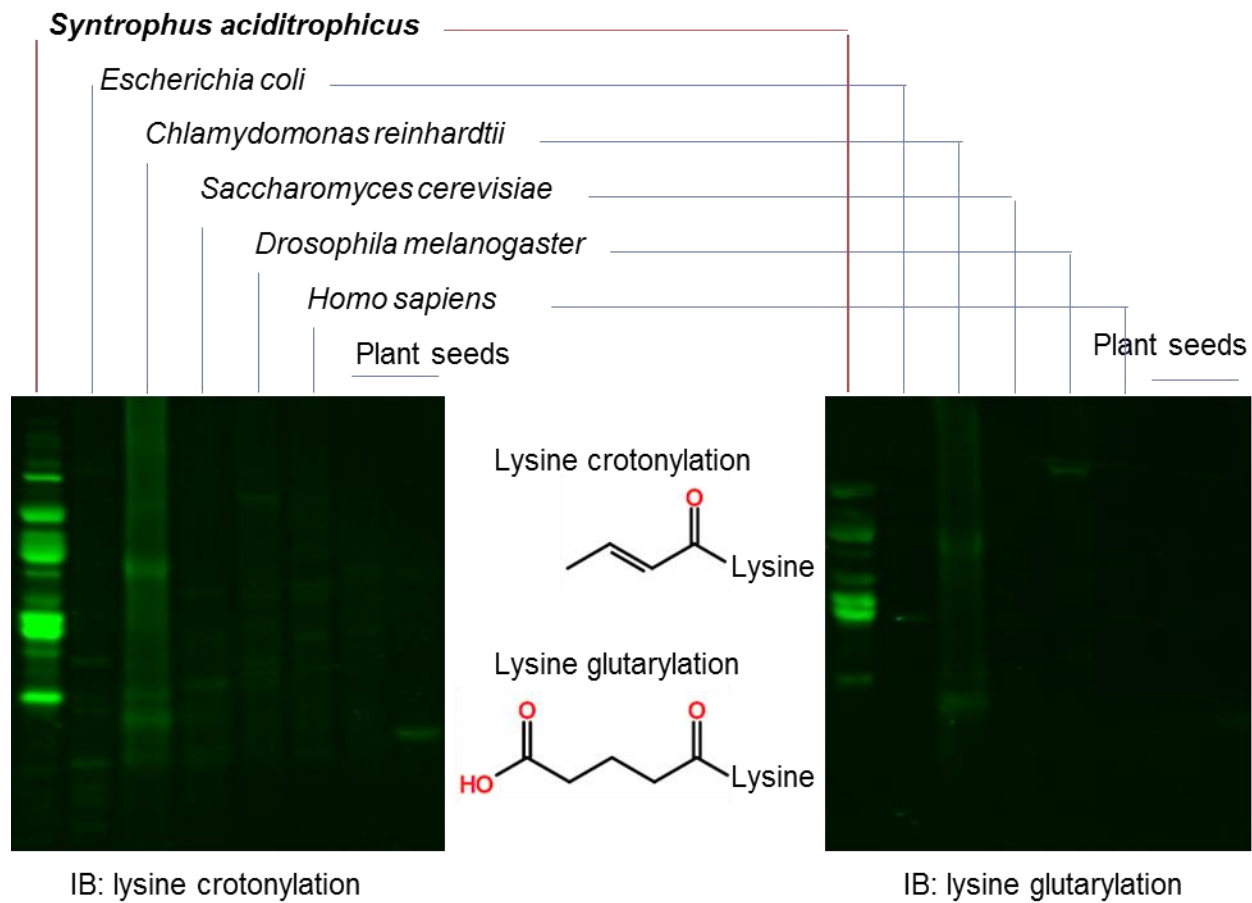 Syntrophus aciditrophicus
Escherichia coli
Chlamydomonas reinhardtii
Saccharomyces cerevisiae
Drosophila melanogaster
Homo sapiens
Plant seeds
Plant seeds
Lysine crotonylation
O
Lysine
Lysine glutarylation
O
O
HO
Lysine
IB: lysine crotonylation
IB: lysine glutarylation